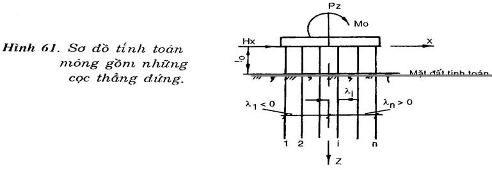 Hình 61. Sơ đồ tính toán
móng gồm những
cọc thẳng đứng.
Pz
Mo
Hx
x
lo
Mặt đất tính toán
λi
λ1 < 0
λn > 0
1 2 i n
Z